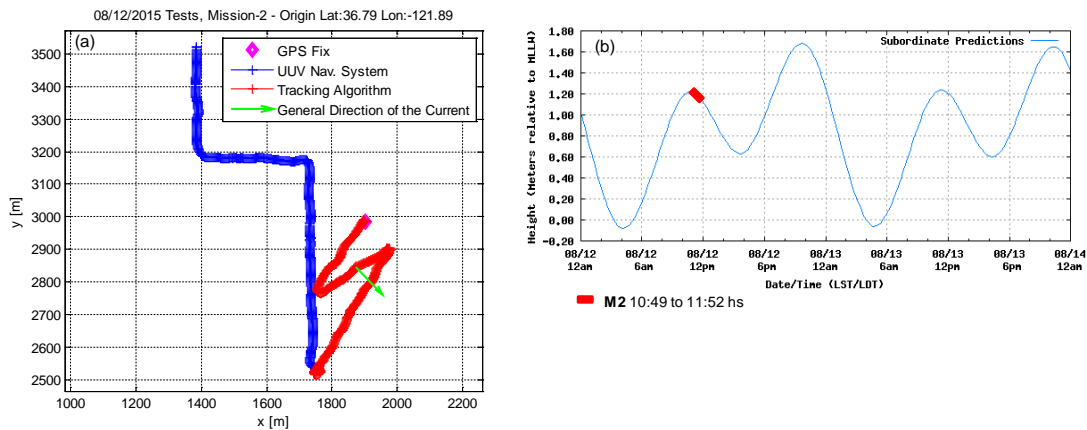 08/12/2015 Tests, Mission-2 - Origin Lat:36.79 Lon:-121.89
(a)
GPS Fix
UUV Nav. System
Tracking Algorithm
General Direction of the Current
3500
3400
3300
3200
3100
3000
2900
2800
2700
2600
2500
y [m]
1000 1200 1400 1600 1800 2000 2200
x [m]
(b)
Subordinate Predictions
1.80
1.60
1.40
1.20
1.00
0.80
0.60
0.40
0.20
0.00
-0.20
Height (Meters relative to MLLW)
08/12 08/12 08/12 08/12 08/13 08/13 08/13 08/13 08/14
12am 6am 12pm 6pm 12am 6am 12pm 6pm 12am
Date/Time (LST/LDT)
M2 10:49 to 11:52 hs